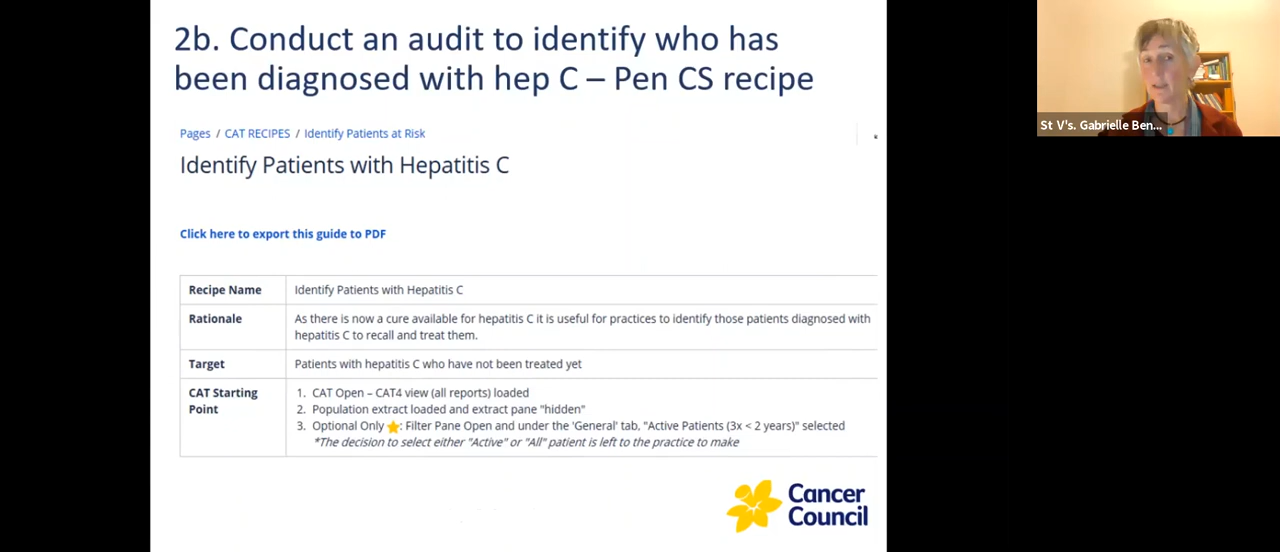 2b. Conduct an audit to identify who has
been diagnosed with hep C – Pen CS recipe
Pages / CAT RECIPES / Identify Patients at Risk
Identify Patients with Hepatitis C
Click here to export this guide to PDF
Recipe Name Identify Patients with Hepatitis C
Rationale As there is now a cure available for hepatitis C it is useful for practices to identify those patients diagnosed with
hepatitis C to recall and treat them.
Target Patients with hepatitis C who have not been treated yet
CAT Starting 1. CAT Open – CAT4 view (all reports) loaded
Point 2. Population extract loaded and extract pane "hidden"
3. Optional Only ⭐: Filter Pane Open and under the 'General' tab, "Active Patients (3x < 2 years)" selected
*The decision to select either "Active" or "All" patient is left to the practice to make
Cancer
Council
St V's. Gabrielle Ben...